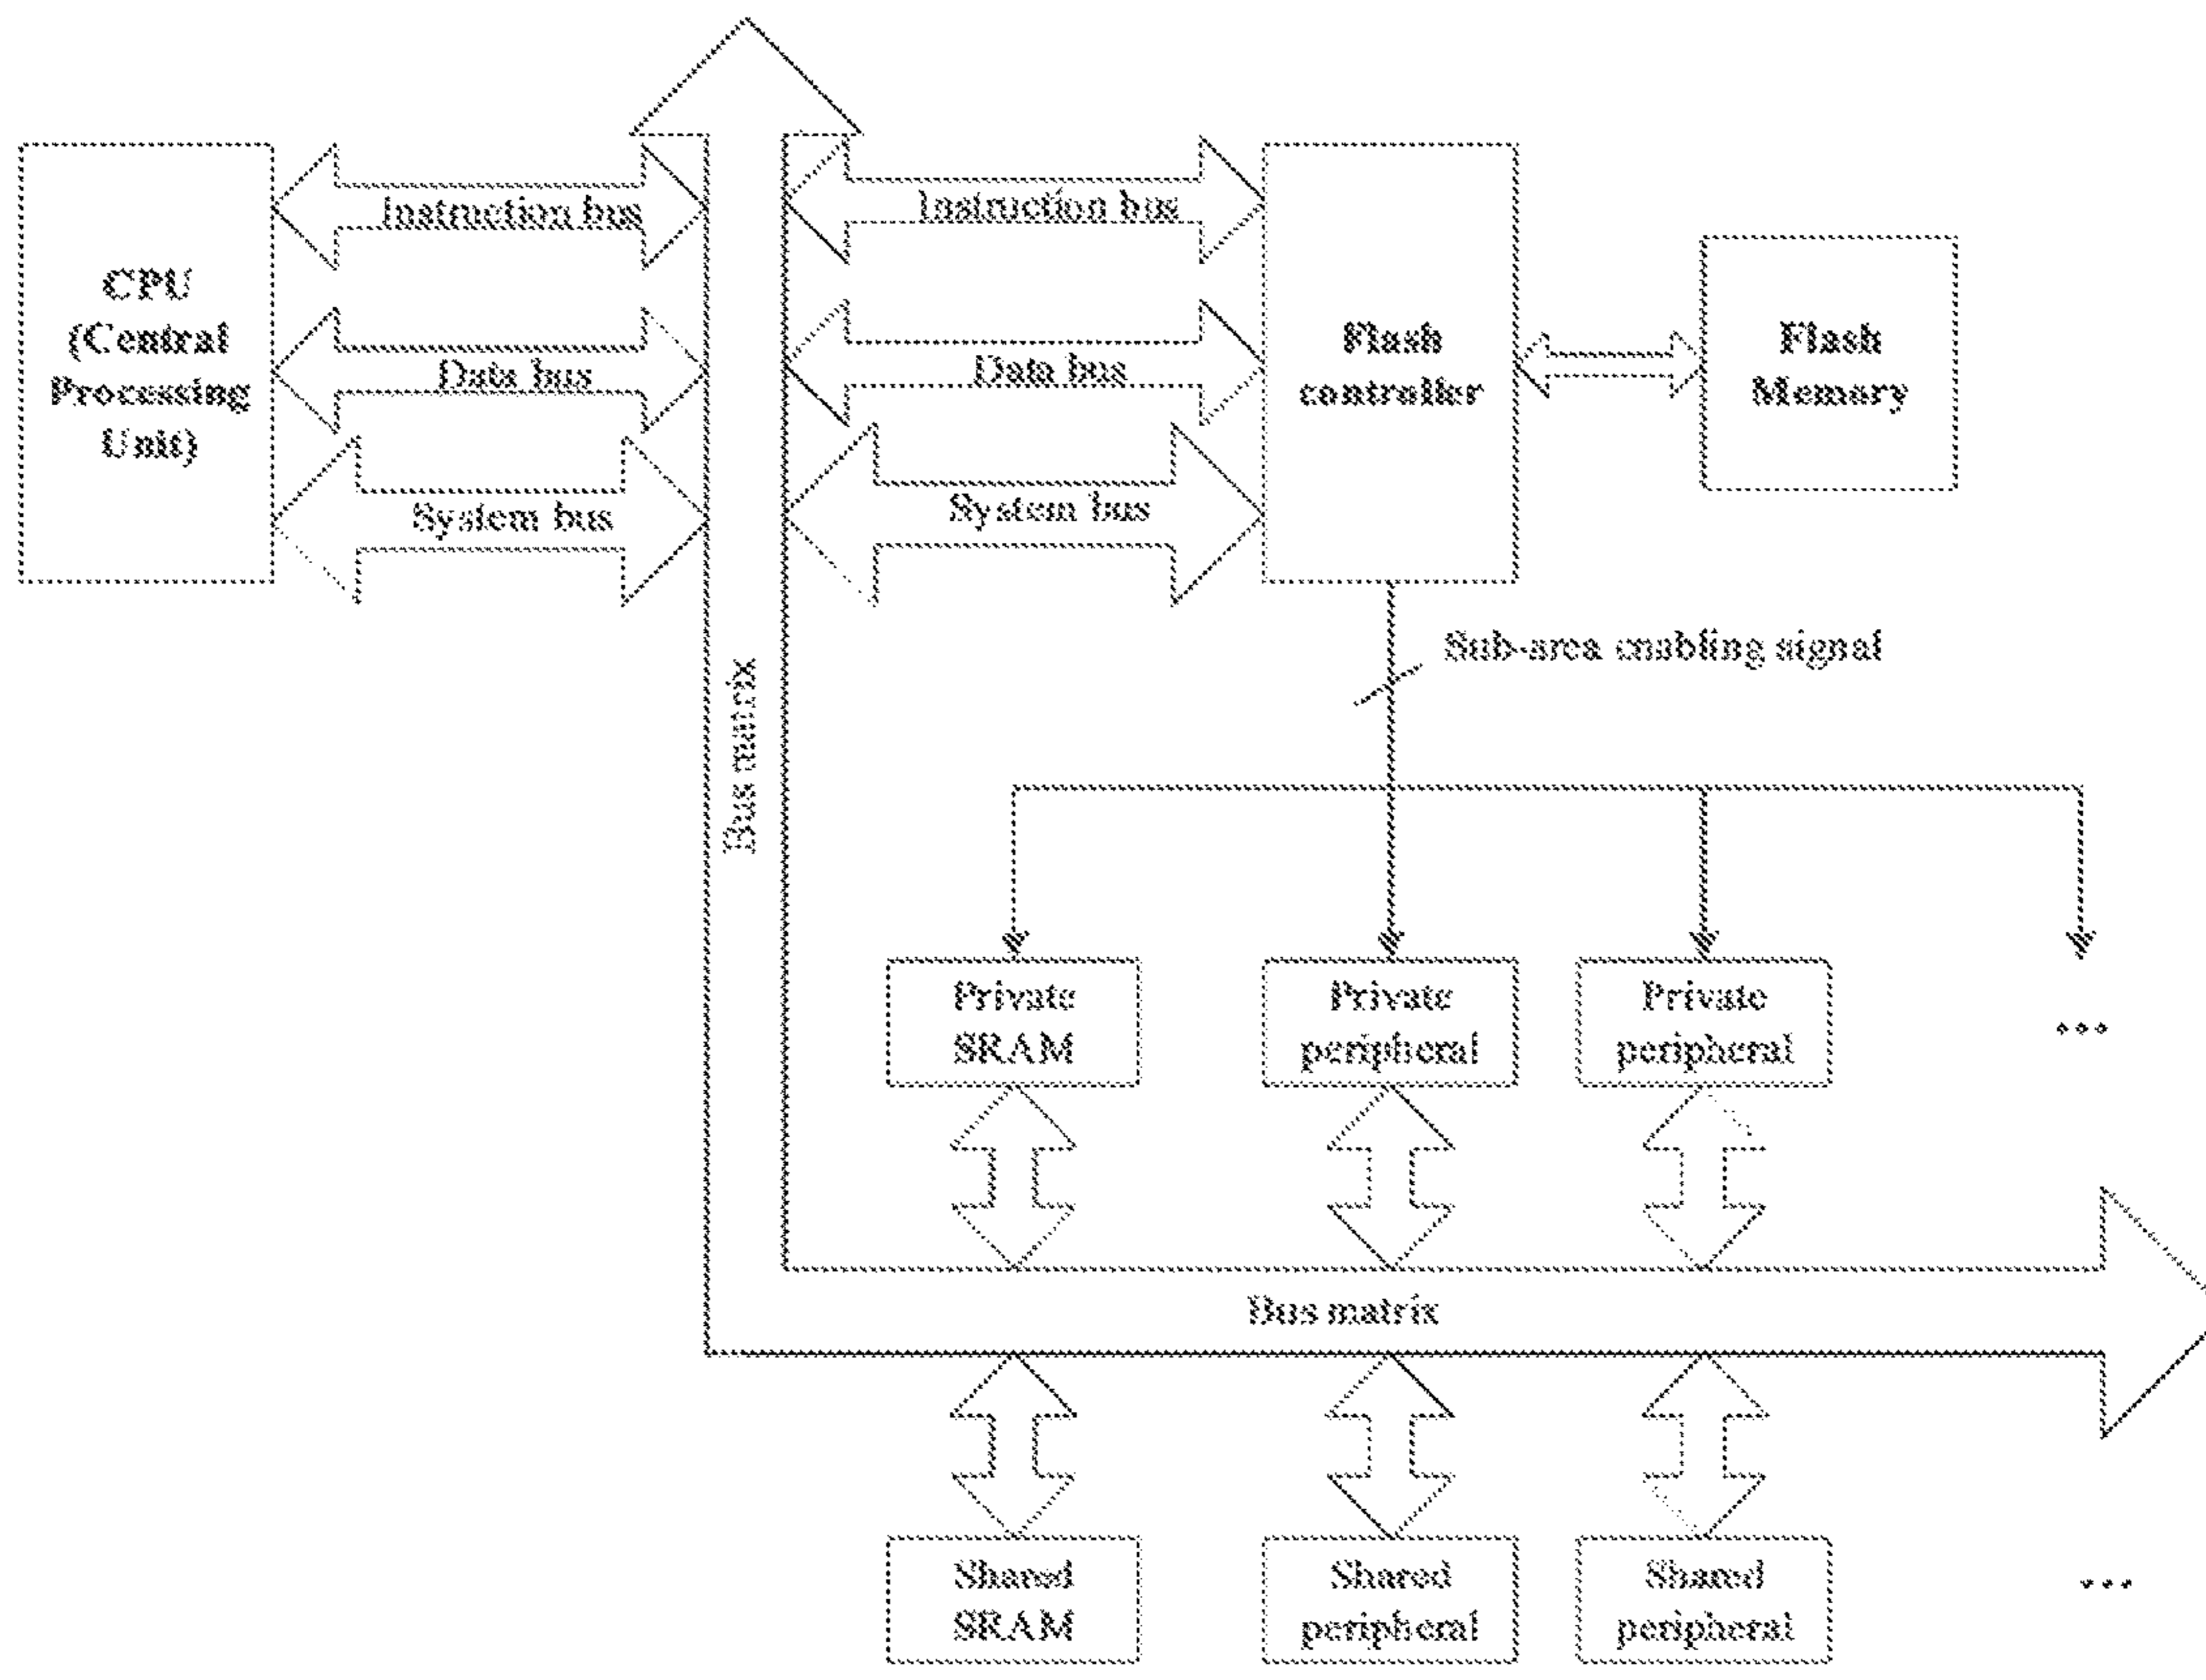 CPU
(Central
Processing
Unit)
Instruction bus
Data bus
System bus
Instruction bus
Data bus
System bus
Flash
controller
Flash
Memory
Sub-area enabling signal
Bus matrix
Private
SRAM
Private
peripheral
Private
peripheral
...
Bus matrix
Shared
SRAM
Shared
peripheral
Shared
peripheral
...